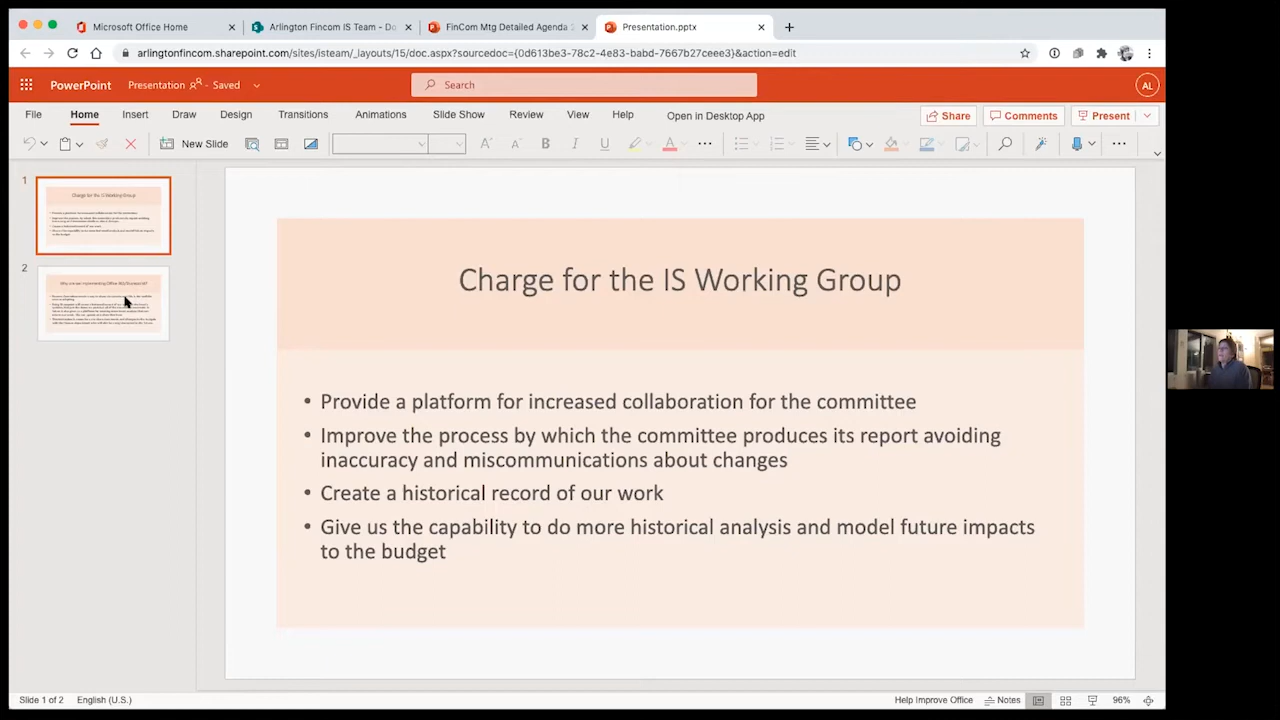 Microsoft Office Home
Arlington Fincom IS Team - Do
FinCom Mtg Detailed Agenda
Presentation.pptx
arlingtonfincom.sharepoint.com/sites/isteam/_layouts/15/doc.aspx?sourcedoc={0d613be3-78c2-4e83-babd-7667b27ceee3}&action=edit
PowerPoint
Presentation - Saved
Search
AL
File Home Insert Draw Design Transitions Animations Slide Show Review View Help Open in Desktop App
Share Comments Present
New Slide
1
Charge for the IS Working Group
2
Charge for the IS Working Group
• Provide a platform for increased collaboration for the committee
• Improve the process by which the committee produces its report avoiding
inaccuracy and miscommunications about changes
• Create a historical record of our work
• Give us the capability to do more historical analysis and model future impacts
to the budget
Slide 1 of 2 English (U.S.) Help Improve Office Notes 96%